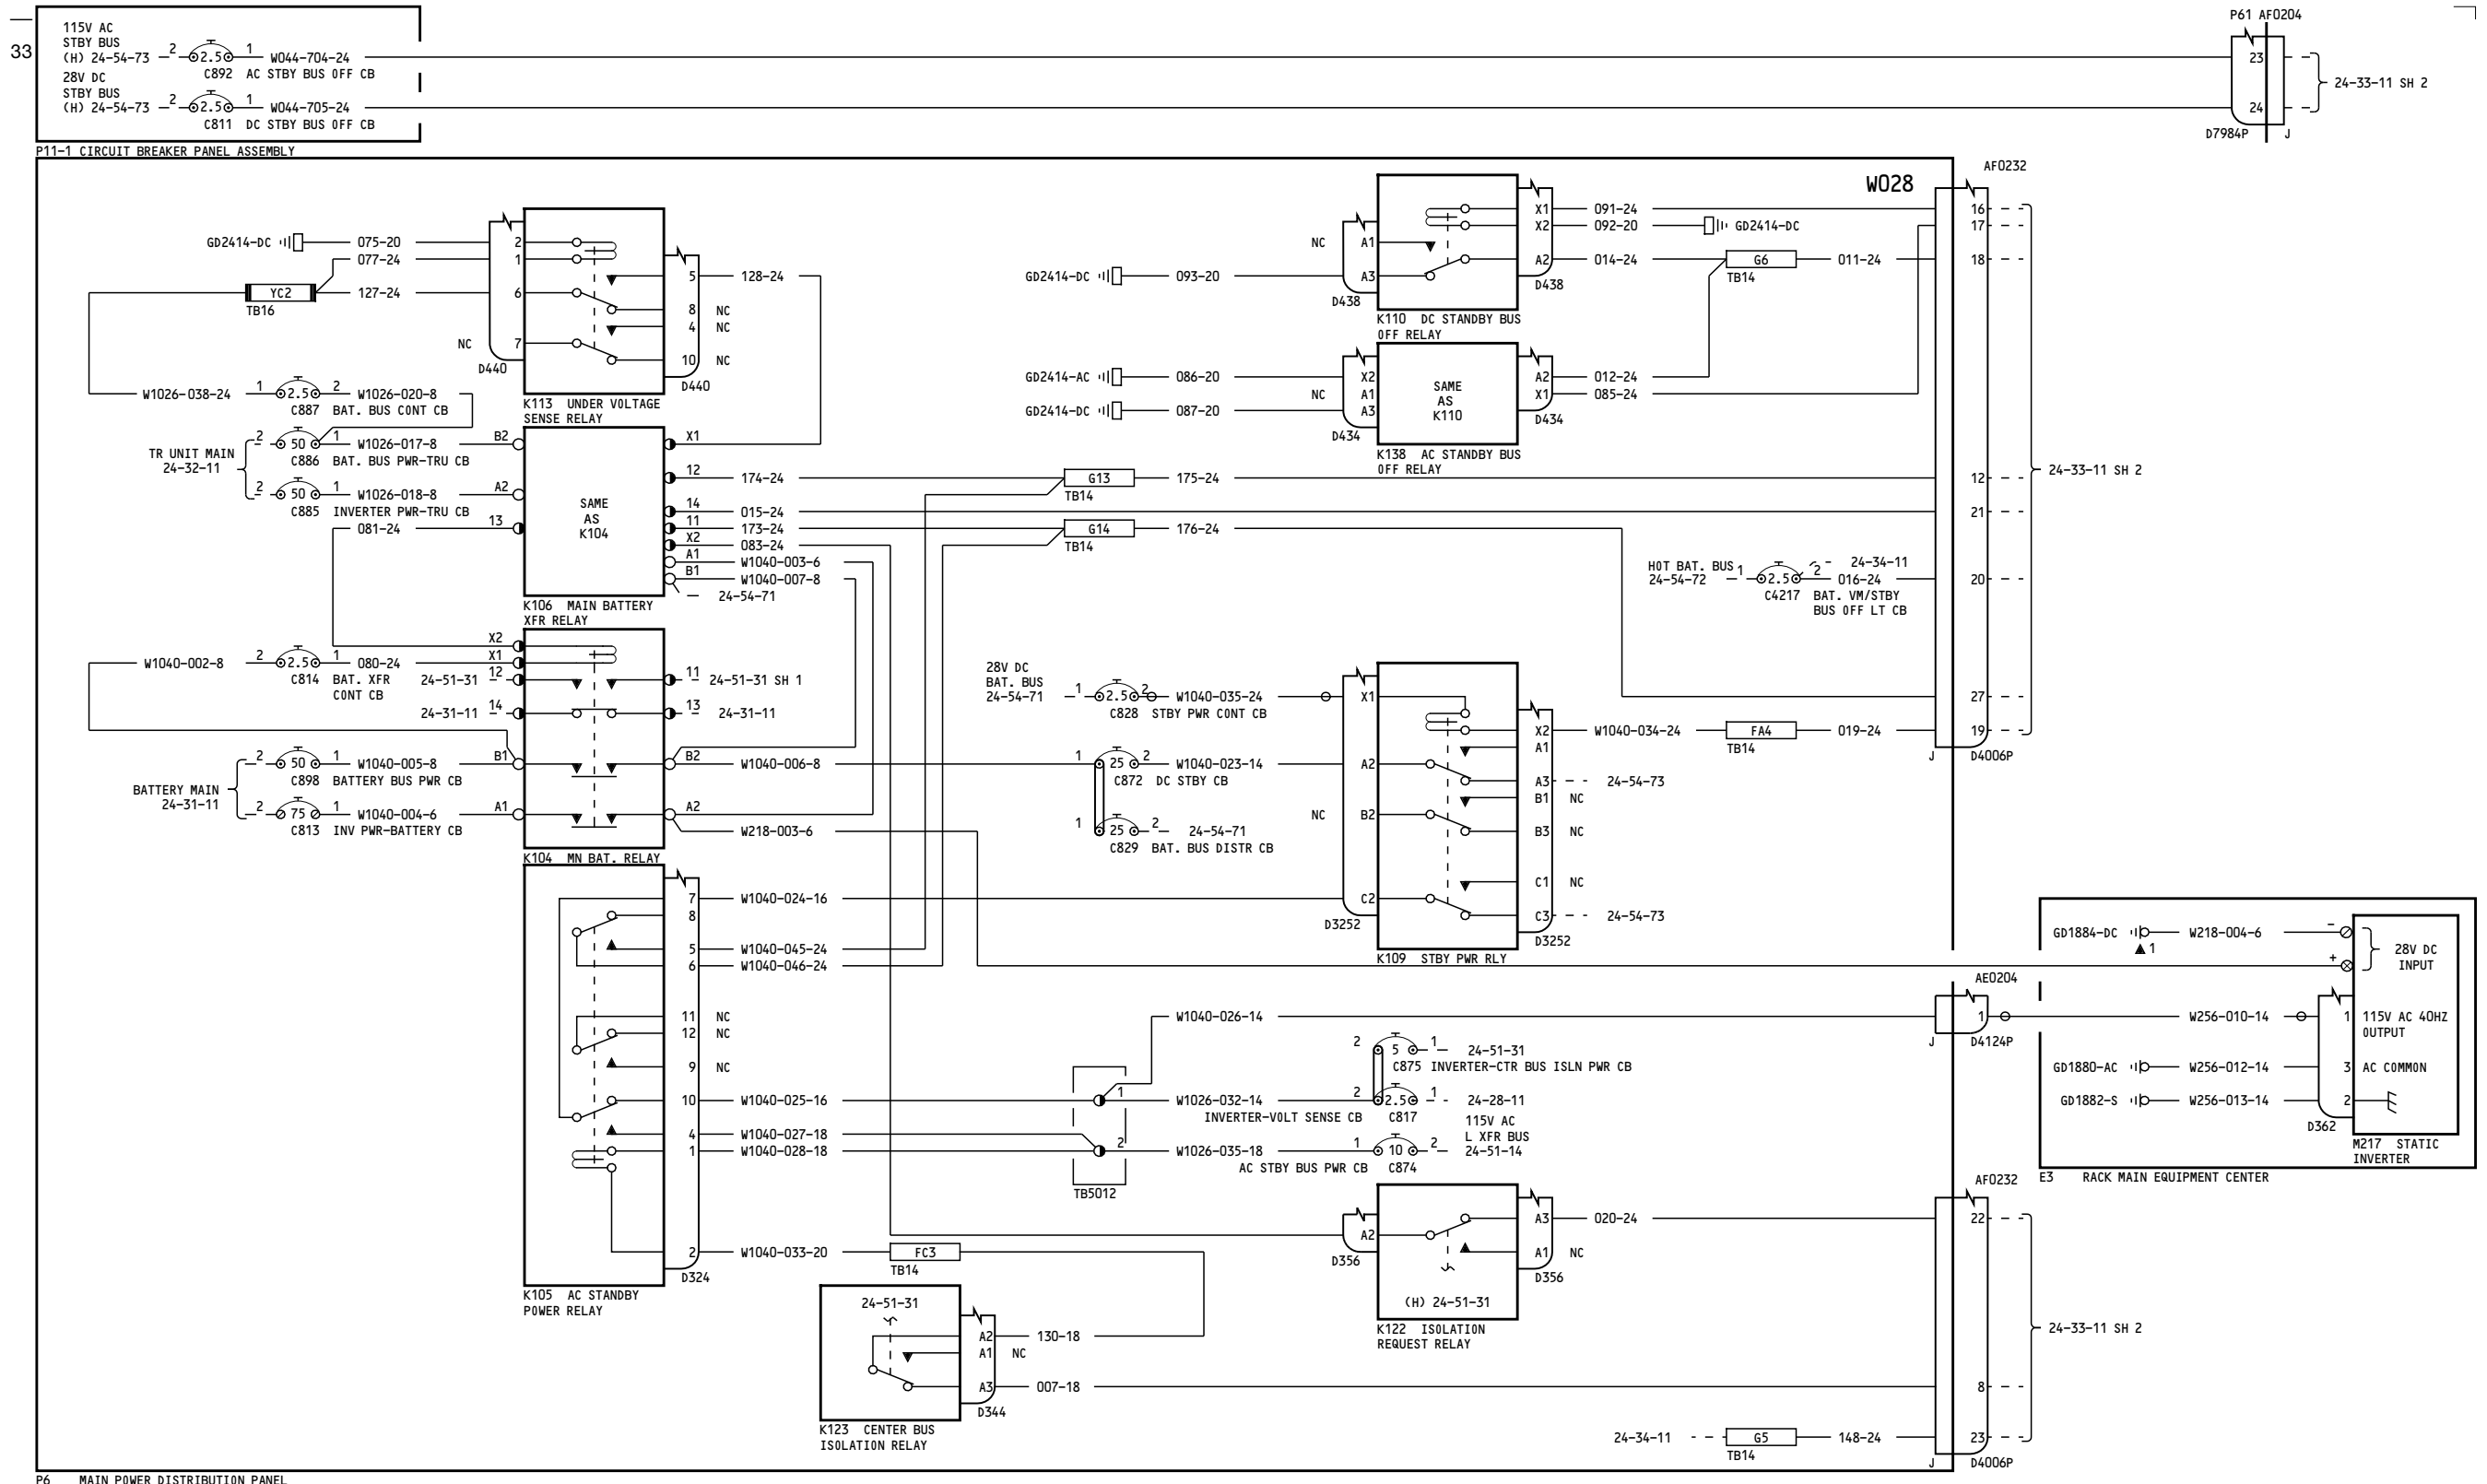 33
115V AC
STBY BUS
(H) 24-54-73 2 2.5 1 W044-704-24
C892 AC STBY BUS OFF CB
28V DC
STBY BUS
(H) 24-54-73 2 2.5 1 W044-705-24
C811 DC STBY BUS OFF CB
P11-1 CIRCUIT BREAKER PANEL ASSEMBLY
P61 AF0204
23
24
24-33-11 SH 2
D7984P J
W028
AF0232
GD2414-DC 075-20 2
077-24 1
YC2 127-24 6
TB16
NC 7
D440
5 128-24
8 NC
4 NC
10 NC
D440
K113 UNDER VOLTAGE
SENSE RELAY
W1026-038-24 1 2.5 2 W1026-020-8
C887 BAT. BUS CONT CB
TR UNIT MAIN
24-32-11
2 50 1 W1026-017-8 B2
C886 BAT. BUS PWR-TRU CB
2 50 1 W1026-018-8 A2
C885 INVERTER PWR-TRU CB
081-24 13
SAME
AS
K104
X1
12 174-24
14 015-24
11 173-24
X2 083-24
A1 W1040-003-6
B1 W1040-007-8
24-54-71
K106 MAIN BATTERY
XFR RELAY
G13 175-24
TB14
G14 176-24
TB14
X2
W1040-002-8 2 2.5 1 080-24 X1
C814 BAT. XFR
CONT CB
24-51-31 12
11 24-51-31 SH 1
24-31-11 14
13 24-31-11
BATTERY MAIN
24-31-11
2 50 1 W1040-005-8 B1
C898 BATTERY BUS PWR CB
2 75 1 W1040-004-6 A1
C813 INV PWR-BATTERY CB
B2 W1040-006-8
A2
W218-003-6
K104 MN BAT. RELAY
7 W1040-024-16
8
5 W1040-045-24
6 W1040-046-24
11 NC
12 NC
9 NC
10 W1040-025-16
4 W1040-027-18
1 W1040-028-18
2 W1040-033-20
D324
K105 AC STANDBY
POWER RELAY
FC3
TB14
24-51-31
A2 130-18
A1 NC
A3 007-18
D344
K123 CENTER BUS
ISOLATION RELAY
NC A1
GD2414-DC 093-20 A3
D438
X1 091-24
X2 092-20 GD2414-DC
A2 014-24 G6 011-24
TB14
D438
K110 DC STANDBY BUS
OFF RELAY
GD2414-AC 086-20 X2
NC A1
GD2414-DC 087-20 A3
D434
SAME
AS
K110
A2 012-24
X1 085-24
D434
K138 AC STANDBY BUS
OFF RELAY
HOT BAT. BUS
24-54-72 1 2.5 2 24-34-11
016-24
C4217 BAT. VM/STBY
BUS OFF LT CB
16
17
18
12
21
20
27
19
24-33-11 SH 2
J D4006P
28V DC
BAT. BUS
24-54-71 1 2.5 2 W1040-035-24 X1
C828 STBY PWR CONT CB
1 25 2 W1040-023-14 A2
C872 DC STBY CB
1 25 2 24-54-71
C829 BAT. BUS DISTR CB
NC B2
C2
D3252
X2 W1040-034-24 FA4 019-24
TB14
A1
A3 24-54-73
B1 NC
B3 NC
C1 NC
C3 24-54-73
D3252
K109 STBY PWR RLY
W1040-026-14
2 5 1 24-51-31
C875 INVERTER-CTR BUS ISLN PWR CB
1 W1026-032-14 2 2.5 1 24-28-11
INVERTER-VOLT SENSE CB C817
115V AC
L XFR BUS
24-51-14
2 W1026-035-18 1 10 2
AC STBY BUS PWR CB C874
TB5012
A2
D356
A3 020-24
A1 NC
D356
(H) 24-51-31
K122 ISOLATION
REQUEST RELAY
AE0204
1
J D4124P
GD1884-DC W218-004-6 -
1
+
28V DC
INPUT
W256-010-14 1 115V AC 40HZ
OUTPUT
GD1880-AC W256-012-14 3 AC COMMON
GD1882-S W256-013-14 2
D362
M217 STATIC
INVERTER
E3 RACK MAIN EQUIPMENT CENTER
AF0232
22
8
23
24-33-11 SH 2
24-34-11 G5 148-24
TB14
J D4006P
P6 MAIN POWER DISTRIBUTION PANEL